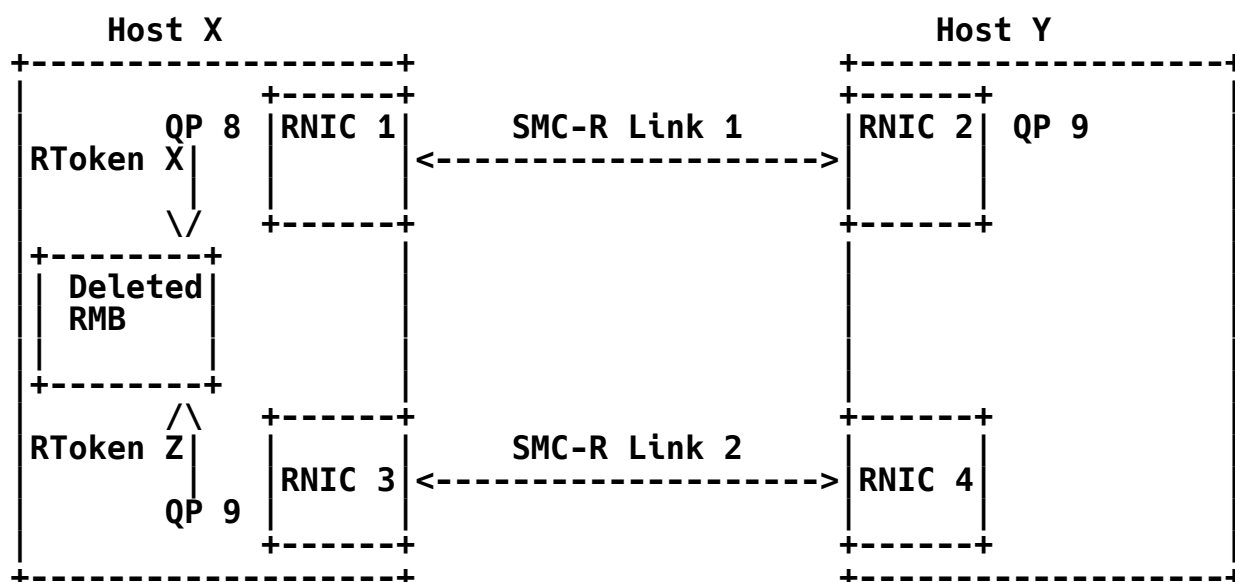 Host X Host Y
QP 8 RNIC 1 SMC-R Link 1 RNIC 2 QP 9
RToken X
Deleted
RMB
RToken Z SMC-R Link 2
RNIC 3 RNIC 4
QP 9